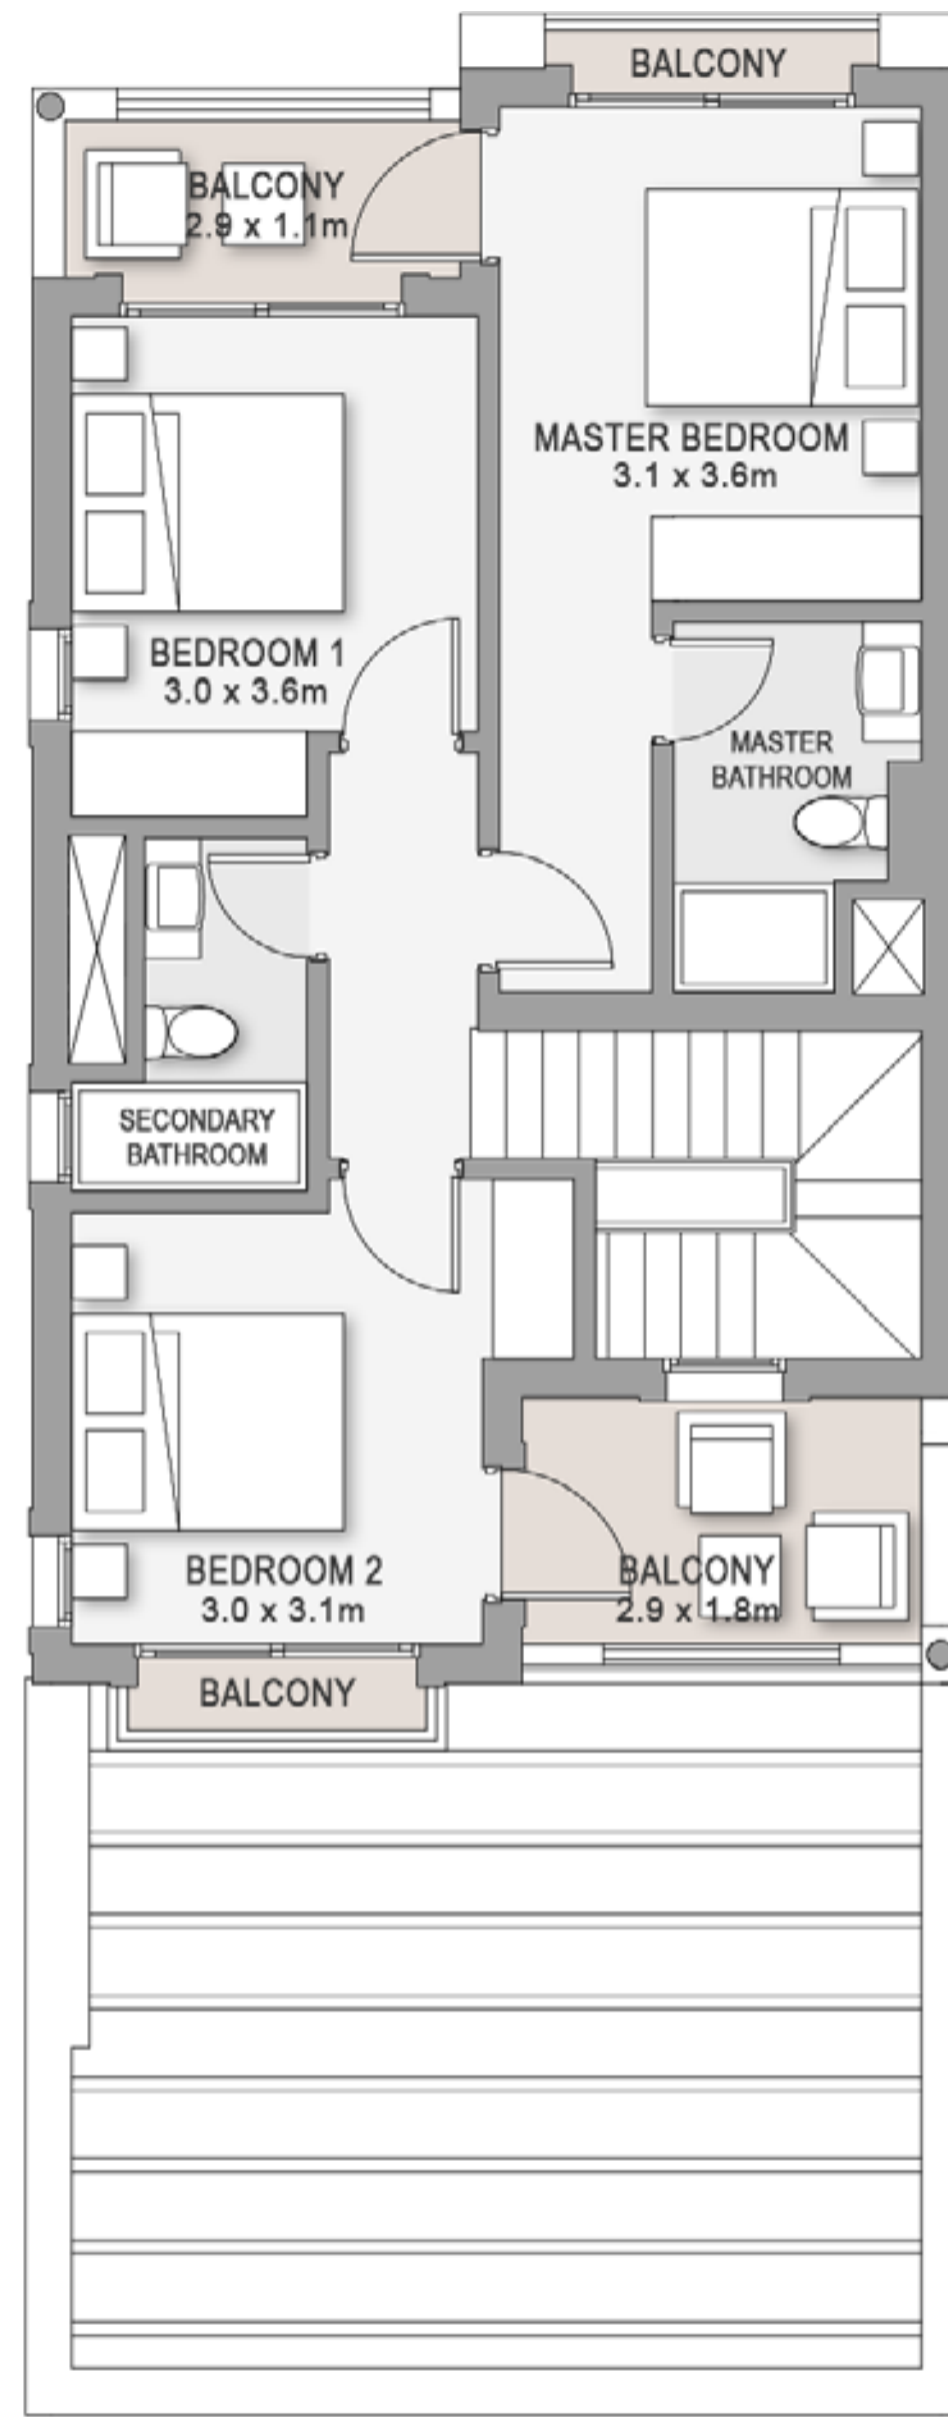 BALCONY
BALCONY
2.9 x 1.1m
MASTER BEDROOM
3.1 x 3.6m
BEDROOM 1
3.0 x 3.6m
MASTER
BATHROOM
SECONDARY
BATHROOM
BEDROOM 2
3.0 x 3.1m
BALCONY
2.9 x 1.8m
BALCONY